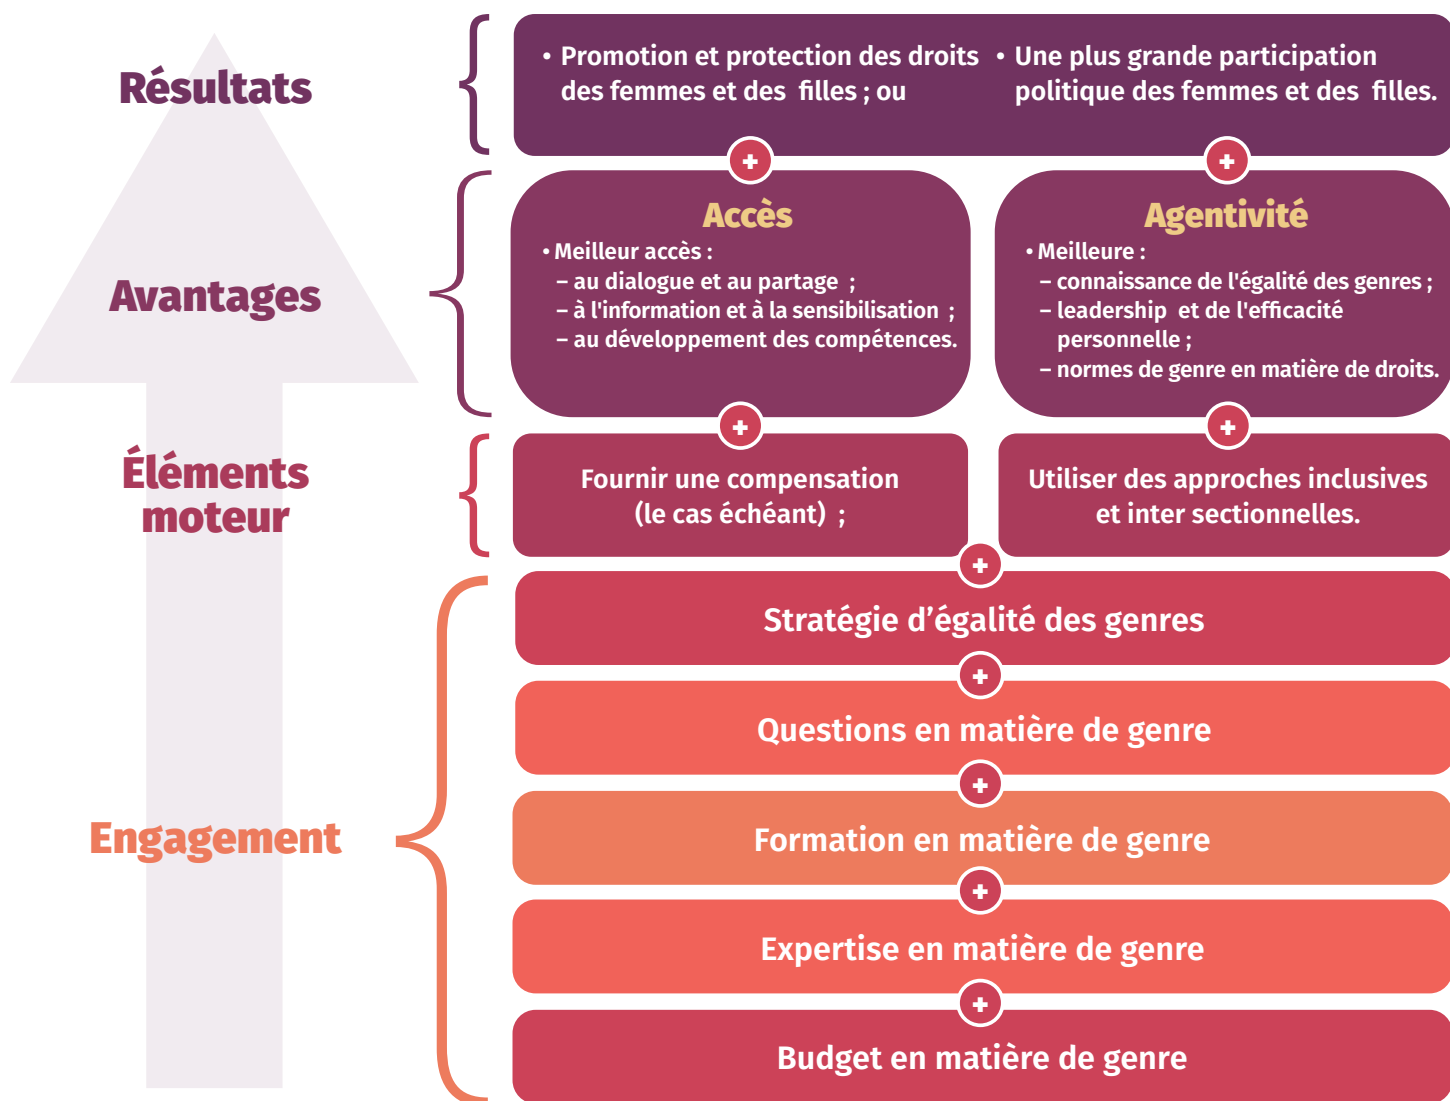 Résultats
• Promotion et protection des droits
des femmes et des filles ; ou
• Une plus grande participation
politique des femmes et des filles.
+
+
Avantages
Accès
• Meilleur accès :
– au dialogue et au partage ;
– à l'information et à la sensibilisation ;
– au développement des compétences.
Agentivité
• Meilleure :
– connaissance de l'égalité des genres ;
– leadership et de l'efficacité
personnelle ;
– normes de genre en matière de droits.
+
+
Éléments
moteur
Fournir une compensation
(le cas échéant) ;
Utiliser des approches inclusives
et inter sectionnelles.
+
Engagement
Stratégie d’égalité des genres
+
Questions en matière de genre
+
Formation en matière de genre
+
Expertise en matière de genre
+
Budget en matière de genre